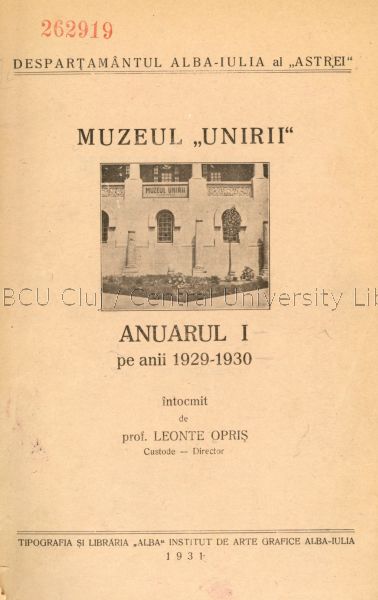 262919
DESPARŢAMÂNTUL ALBA-IULIA al „ASTREI“
MUZEUL „UNIRII“
MUZEUL UNIRII
BCU Cluj / Central University Lib
ANUARUL I
pe anii 1929-1930
întocmit
de
prof. LEONTE OPRIŞ
Custode — Director
TIPOGRAFIA ŞI LIBRĂRIA „ALBA“ INSTITUT DE ARTE GRAFICE ALBA-IULIA
1931